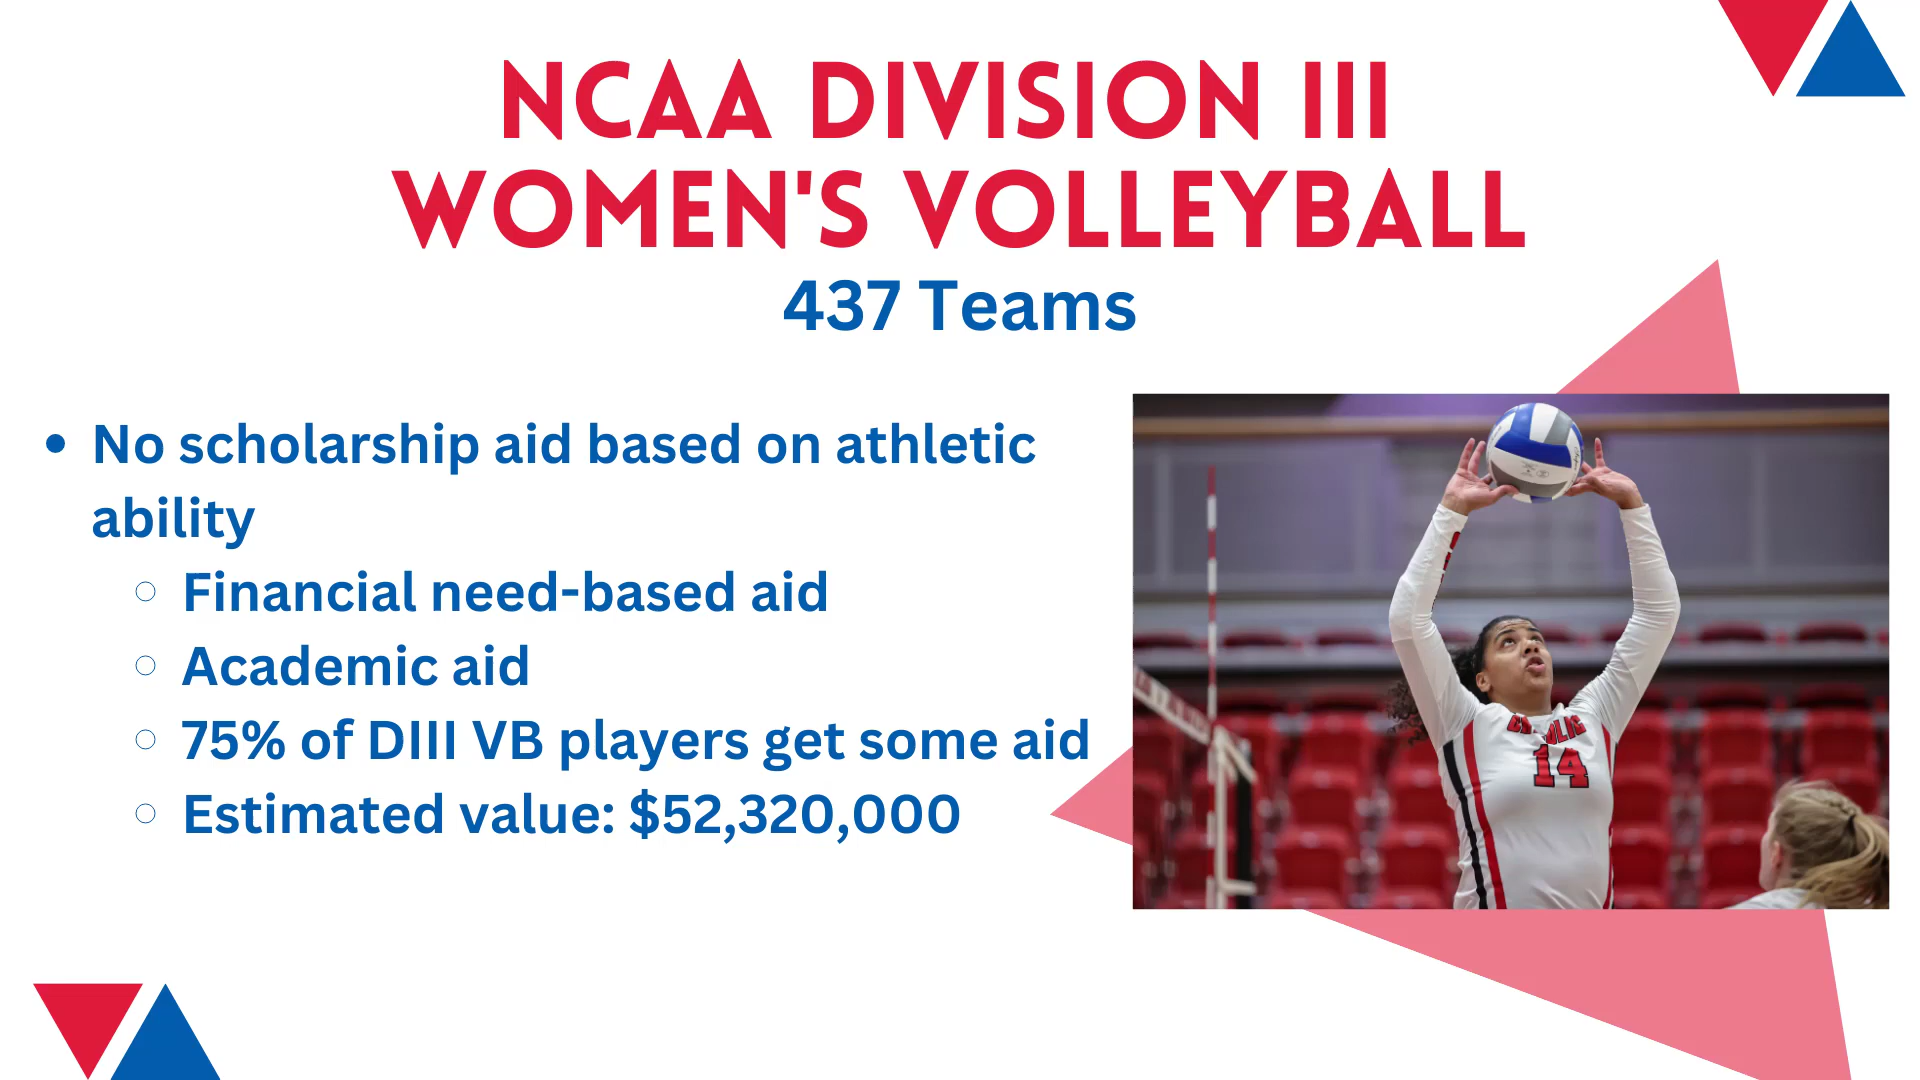 NCAA DIVISION III
WOMEN'S VOLLEYBALL
437 Teams
• No scholarship aid based on athletic
ability
○ Financial need-based aid
○ Academic aid
○ 75% of DIII VB players get some aid
○ Estimated value: $52,320,000
14